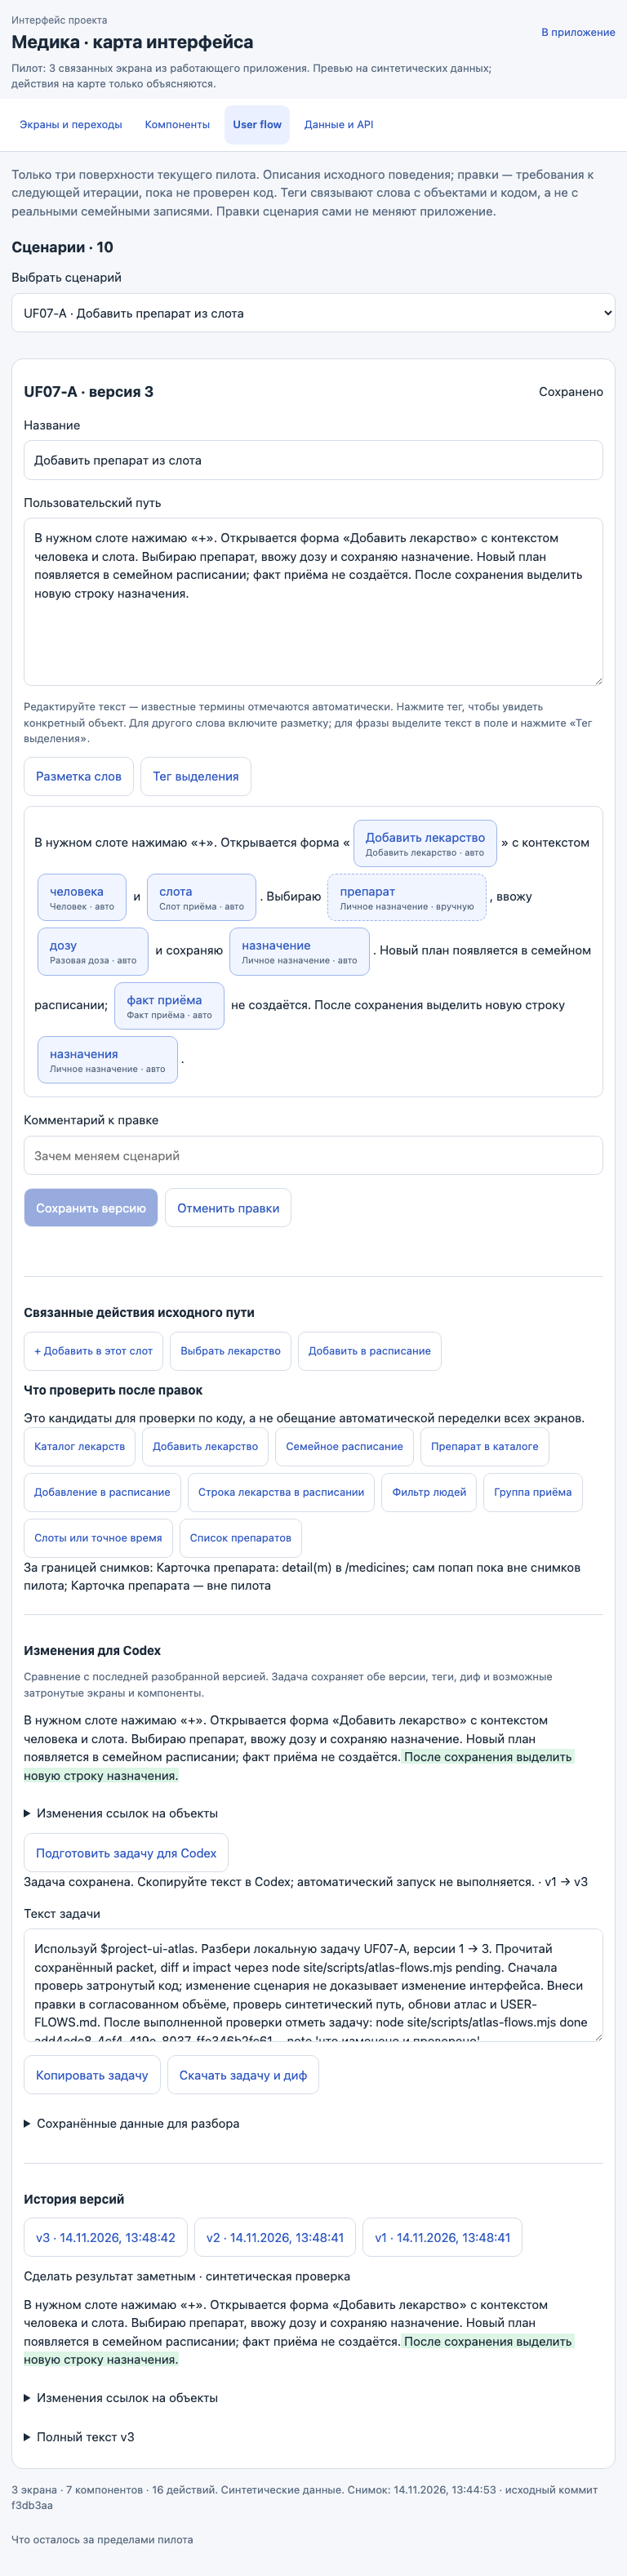 Интерфейс проекта
Медика · карта интерфейса
В приложение
Пилот: 3 связанных экрана из работающего приложения. Превью на синтетических данных;
действия на карте только объясняются.
Экраны и переходы
Компоненты
User flow
Данные и API
Только три поверхности текущего пилота. Описания исходного поведения; правки — требования к
следующей итерации, пока не проверен код. Теги связывают слова с объектами и кодом, а не с
реальными семейными записями. Правки сценария сами не меняют приложение.
Сценарии · 10
Выбрать сценарий
UF07-A · Добавить препарат из слота
UF07-A · версия 3
Сохранено
Название
Добавить препарат из слота
Пользовательский путь
В нужном слоте нажимаю «+». Открывается форма «Добавить лекарство» с контекстом
человека и слота. Выбираю препарат, ввожу дозу и сохраняю назначение. Новый план
появляется в семейном расписании; факт приёма не создаётся. После сохранения выделить
новую строку назначения.
Редактируйте текст — известные термины отмечаются автоматически. Нажмите тег, чтобы увидеть
конкретный объект. Для другого слова включите разметку; для фразы выделите текст в поле и нажмите «Тег
выделения».
Разметка слов
Тег выделения
В нужном слоте нажимаю «+». Открывается форма « Добавить лекарство » с контекстом
Добавить лекарство · авто
человека и слота . Выбираю препарат , ввожу
Человек · авто Слот приёма · авто Личное назначение · вручную
дозу и сохраняю назначение . Новый план появляется в семейном
Разовая доза · авто Личное назначение · авто
расписании; факт приёма не создаётся. После сохранения выделить новую строку
Факт приёма · авто
назначения .
Личное назначение · авто
Комментарий к правке
Зачем меняем сценарий
Сохранить версию
Отменить правки
Связанные действия исходного пути
+ Добавить в этот слот
Выбрать лекарство
Добавить в расписание
Что проверить после правок
Это кандидаты для проверки по коду, а не обещание автоматической переделки всех экранов.
Каталог лекарств
Добавить лекарство
Семейное расписание
Препарат в каталоге
Добавление в расписание
Строка лекарства в расписании
Фильтр людей
Группа приёма
Слоты или точное время
Список препаратов
За границей снимков: Карточка препарата: detail(m) в /medicines; сам попап пока вне снимков
пилота; Карточка препарата — вне пилота
Изменения для Codex
Сравнение с последней разобранной версией. Задача сохраняет обе версии, теги, диф и возможные
затронутые экраны и компоненты.
В нужном слоте нажимаю «+». Открывается форма «Добавить лекарство» с контекстом
человека и слота. Выбираю препарат, ввожу дозу и сохраняю назначение. Новый план
появляется в семейном расписании; факт приёма не создаётся. После сохранения выделить
новую строку назначения.
Изменения ссылок на объекты
Подготовить задачу для Codex
Задача сохранена. Скопируйте текст в Codex; автоматический запуск не выполняется. · v1 → v3
Текст задачи
Используй $project-ui-atlas. Разбери локальную задачу UF07-A, версии 1 → 3. Прочитай
сохранённый packet, diff и impact через node site/scripts/atlas-flows.mjs pending. Сначала
проверь затронутый код; изменение сценария не доказывает изменение интерфейса. Внеси
правки в согласованном объёме, проверь синтетический путь, обнови атлас и USER-
FLOWS.md. После выполненной проверки отметь задачу: node site/scripts/atlas-flows.mjs done
Копировать задачу
Скачать задачу и диф
Сохранённые данные для разбора
История версий
v3 · 14.11.2026, 13:48:42
v2 · 14.11.2026, 13:48:41
v1 · 14.11.2026, 13:48:41
Сделать результат заметным · синтетическая проверка
В нужном слоте нажимаю «+». Открывается форма «Добавить лекарство» с контекстом
человека и слота. Выбираю препарат, ввожу дозу и сохраняю назначение. Новый план
появляется в семейном расписании; факт приёма не создаётся. После сохранения выделить
новую строку назначения.
Изменения ссылок на объекты
Полный текст v3
3 экрана · 7 компонентов · 16 действий. Синтетические данные. Снимок: 14.11.2026, 13:44:53 · исходный коммит
f3db3aa
Что осталось за пределами пилота